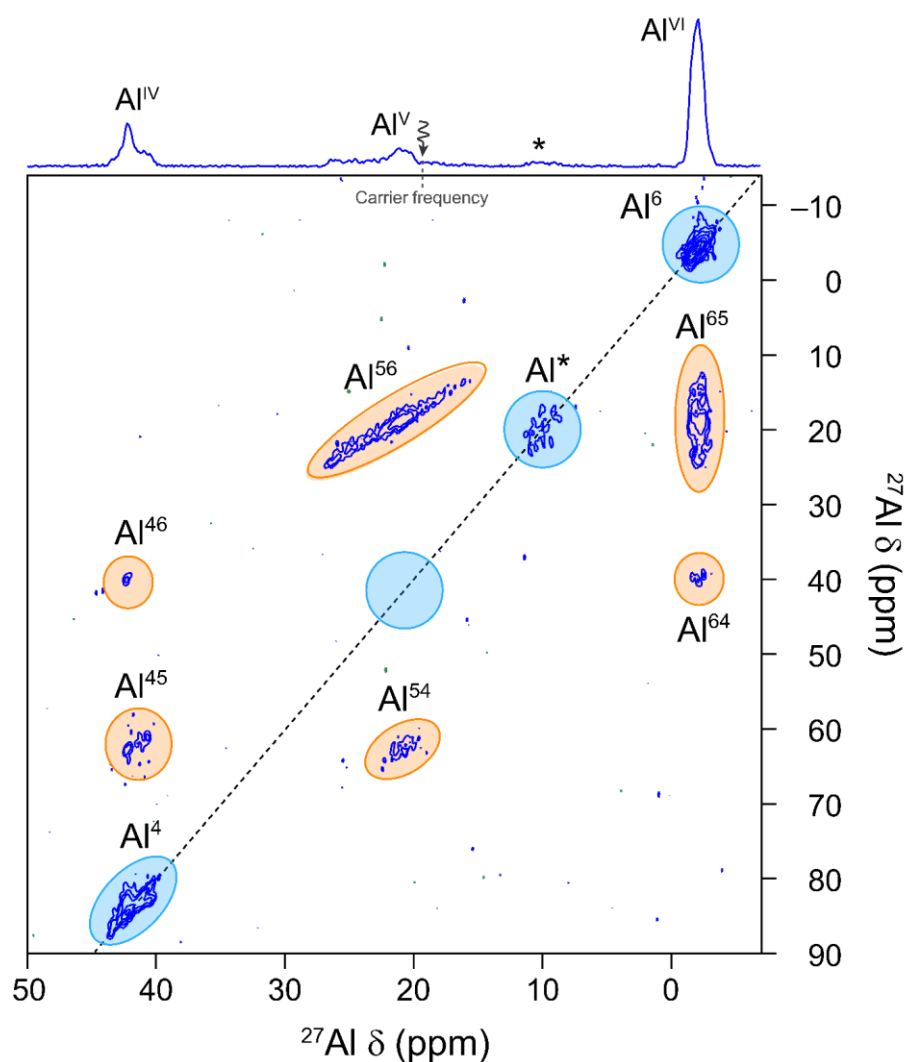 Al^VI
Al^IV
Al^V
*
Carrier frequency
Al^6
–10
0
Al^65
10
Al^56
Al*
20
30
Al^46
40
Al^64
50
Al^45
Al^54
60
70
Al^4
80
90
²⁷Al δ (ppm)
50 40 30 20 10 0
²⁷Al δ (ppm)